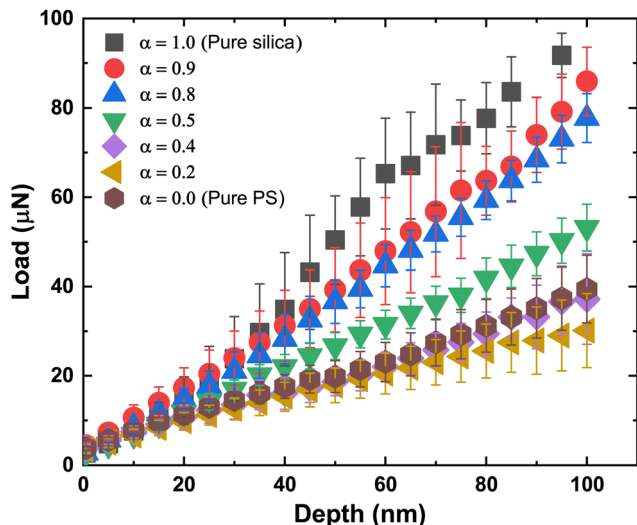 100
80
60
40
20
0
Load (μN)
α = 1.0 (Pure silica)
α = 0.9
α = 0.8
α = 0.5
α = 0.4
α = 0.2
α = 0.0 (Pure PS)
0 20 40 60 80 100
Depth (nm)